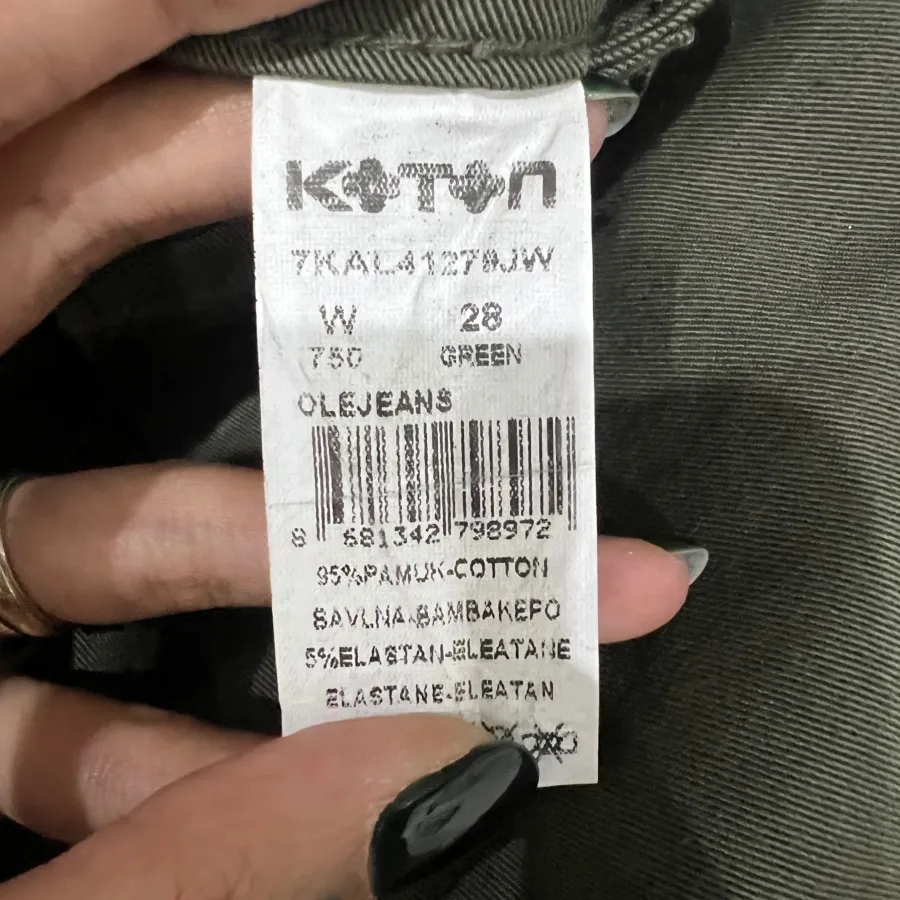 KOTON
7KAL41279JW
W 28
750 GREEN
OLEJEANS
8 681342 798972
95%PAMUK-COTTON
BAVLNA-BAMBAKEPO
5%ELASTAN-ELEATANE
ELASTANE-ELEATAN